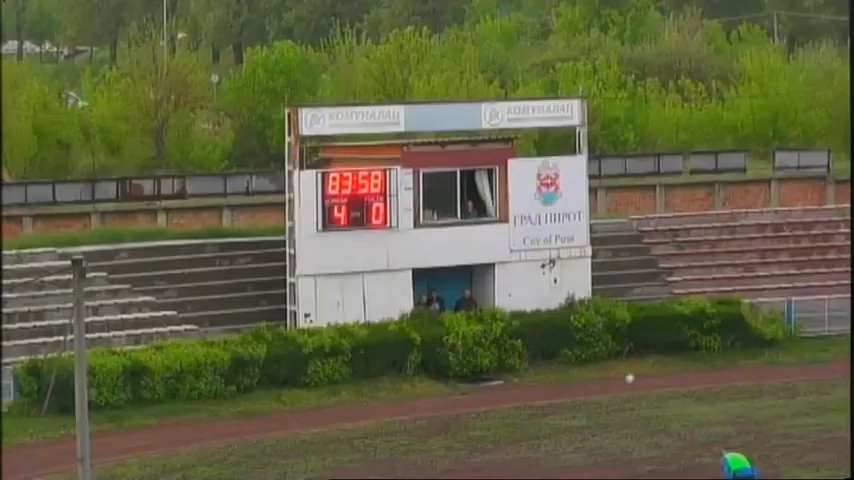 КОМУНАЛАЦ
КОМУНАЛАЦ
83:58
4 0
ГРАД ПИРОТ
City of Pirot